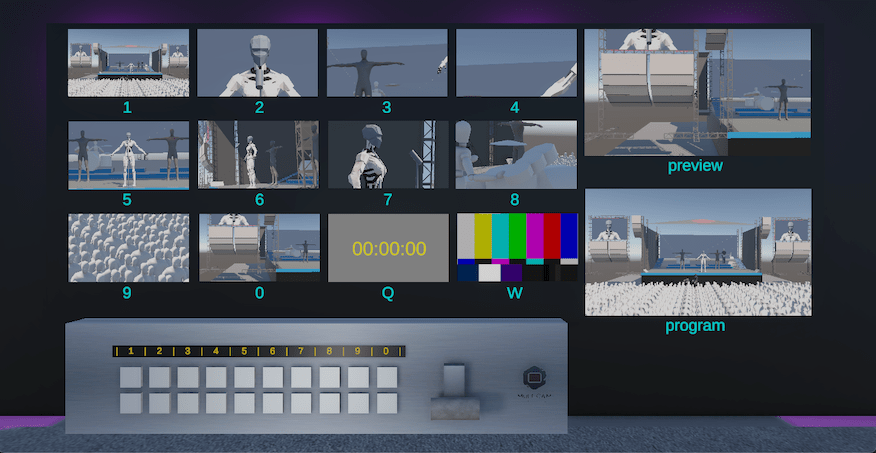 1 2 3 4
preview
5 6 7 8
00:00:00
9 0 Q W
program
| 1 | 2 | 3 | 4 | 5 | 6 | 7 | 8 | 9 | 0 |